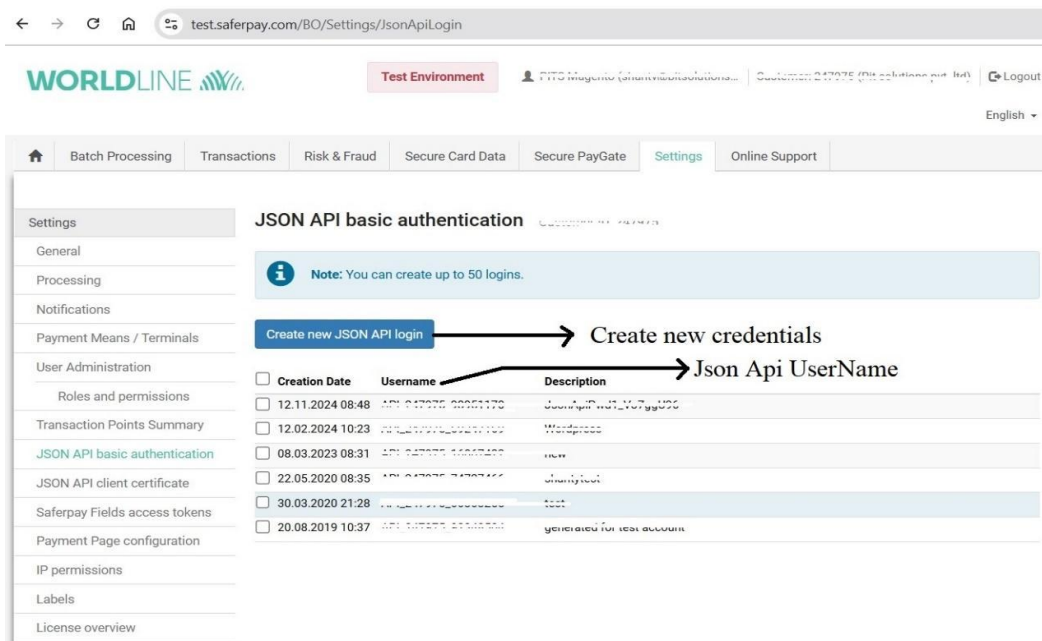 test.saferpay.com/BO/Settings/JsonApiLogin
WORLDLINE
Test Environment
Logout
English
Batch Processing Transactions Risk & Fraud Secure Card Data Secure PayGate Settings Online Support
Settings
General
Processing
Notifications
Payment Means / Terminals
User Administration
Roles and permissions
Transaction Points Summary
JSON API basic authentication
JSON API client certificate
Saferpay Fields access tokens
Payment Page configuration
IP permissions
Labels
License overview
JSON API basic authentication
Note: You can create up to 50 logins.
Create new JSON API login
Create new credentials
Json Api UserName
Creation Date Username Description
12.11.2024 08:48
12.02.2024 10:23 Wordpress
08.03.2023 08:31 new
22.05.2020 08:35
30.03.2020 21:28 test
20.08.2019 10:37 generated for test account